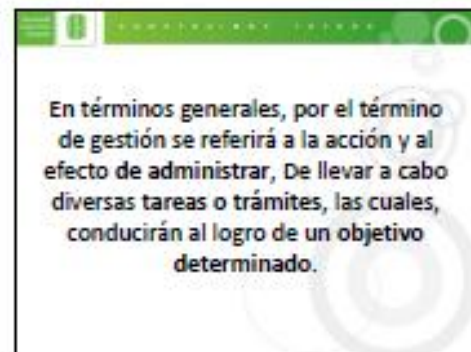 En términos generales, por el término
de gestión se referirá a la acción y al
efecto de administrar, De llevar a cabo
diversas tareas o trámites, las cuales,
conducirán al logro de un objetivo
determinado.